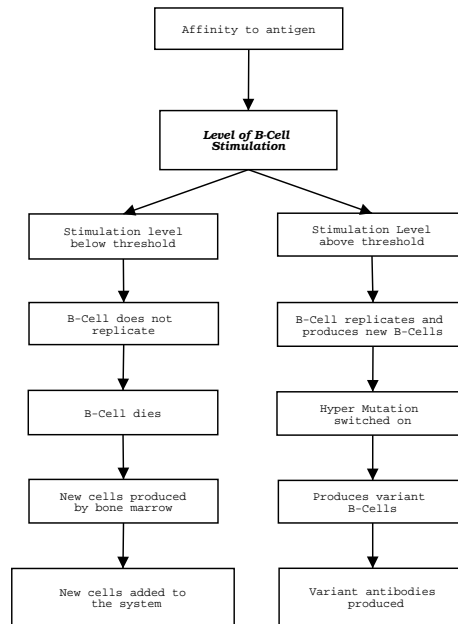 Affinity to antigen
Level of B-Cell
Stimulation
Stimulation level
below threshold
Stimulation Level
above threshold
B-Cell does not
replicate
B-Cell replicates and
produces new B-Cells
B-Cell dies
Hyper Mutation
switched on
New cells produced
by bone marrow
Produces variant
B-Cells
New cells added to
the system
Variant antibodies
produced